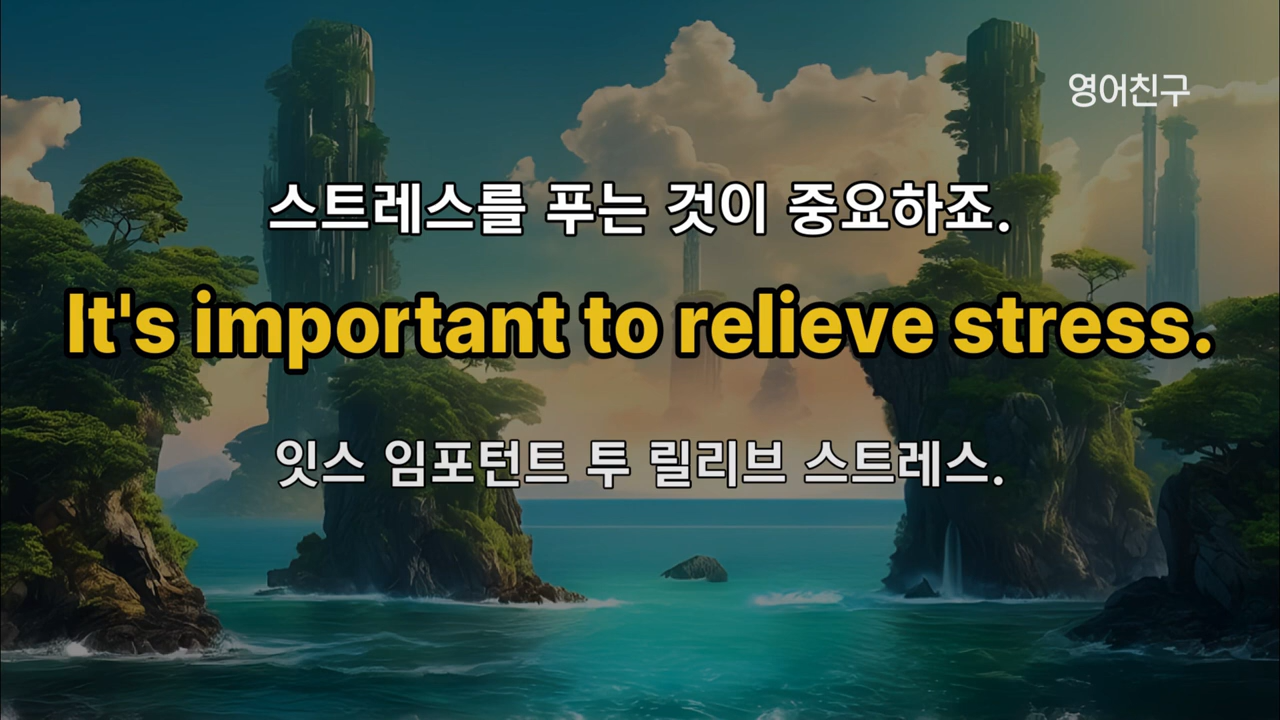 영어친구
스트레스를 푸는 것이 중요하죠.
It's important to relieve stress.
잇스 임포턴트 투 릴리브 스트레스.